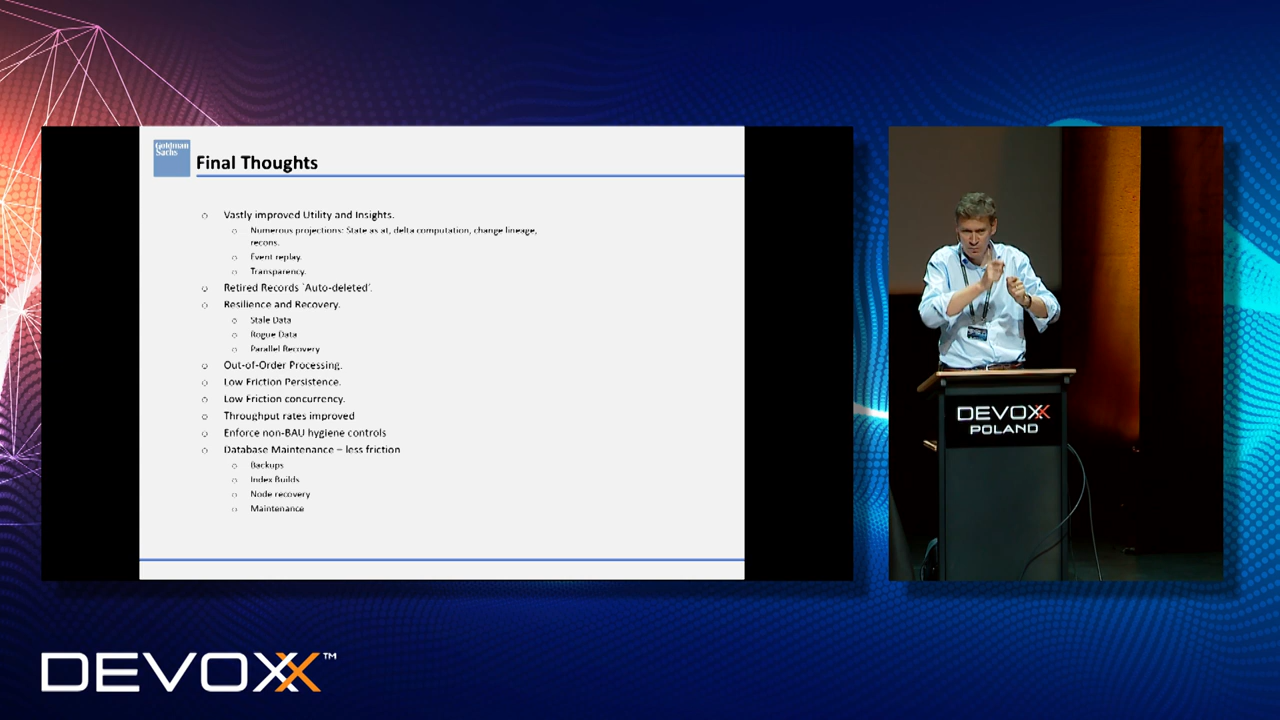 Goldman
Sachs
Final Thoughts
Vastly improved Utility and Insights.
Numerous projections: State as at, delta computation, change lineage,
recons.
Event replay.
Transparency.
Retired Records `Auto-deleted'.
Resilience and Recovery.
Stale Data
Rogue Data
Parallel Recovery
Out-of-Order Processing.
Low Friction Persistence.
Low Friction concurrency.
Throughput rates improved
Enforce non-BAU hygiene controls
Database Maintenance – less friction
Backups
Index Builds
Node recovery
Maintenance
DEVOXX
POLAND
DEVOXX™